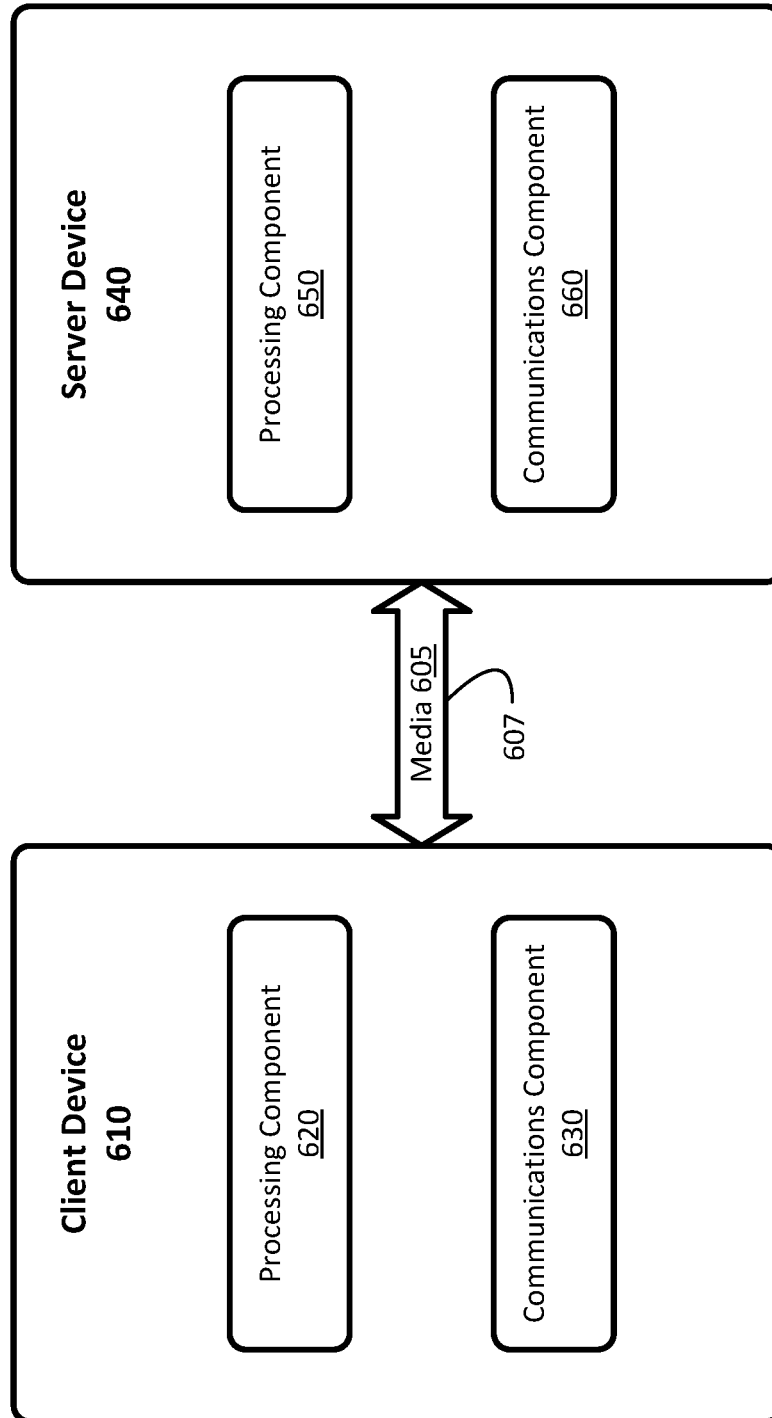 Client Device
610
Processing Component
620
Communications Component
630
Media 605
607
Server Device
640
Processing Component
650
Communications Component
660